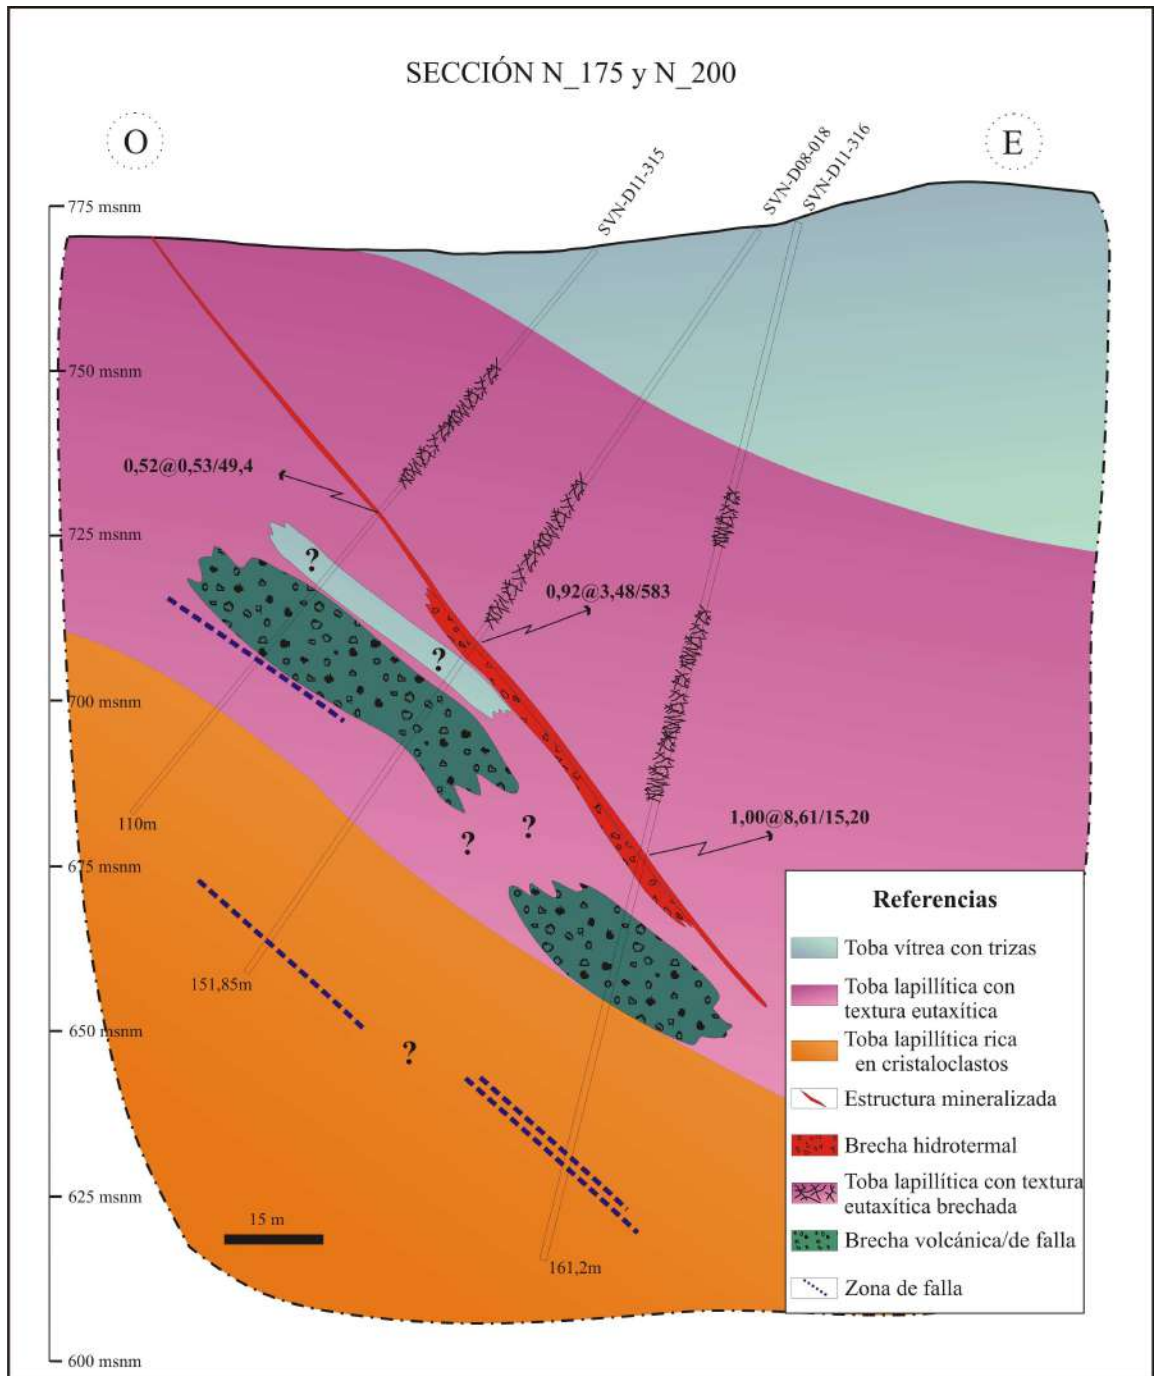 SECCIÓN N_175 y N_200
O
E
SVN-D11-315
SVN-D08-018
SVN-D11-316
775 msnm
750 msnm
0,52@0,53/49,4
725 msnm
?
0,92@3,48/583
?
700 msnm
1,00@8,61/15,20
110m
?
?
675 msnm
151,85m
650 msnm
?
625 msnm
15 m
161,2m
600 msnm
Referencias
Toba vítrea con trizas
Toba lapillítica con
textura eutaxítica
Toba lapillítica rica
en cristaloclastos
Estructura mineralizada
Brecha hidrotermal
Toba lapillítica con textura
eutaxítica brechada
Brecha volcánica/de falla
Zona de falla